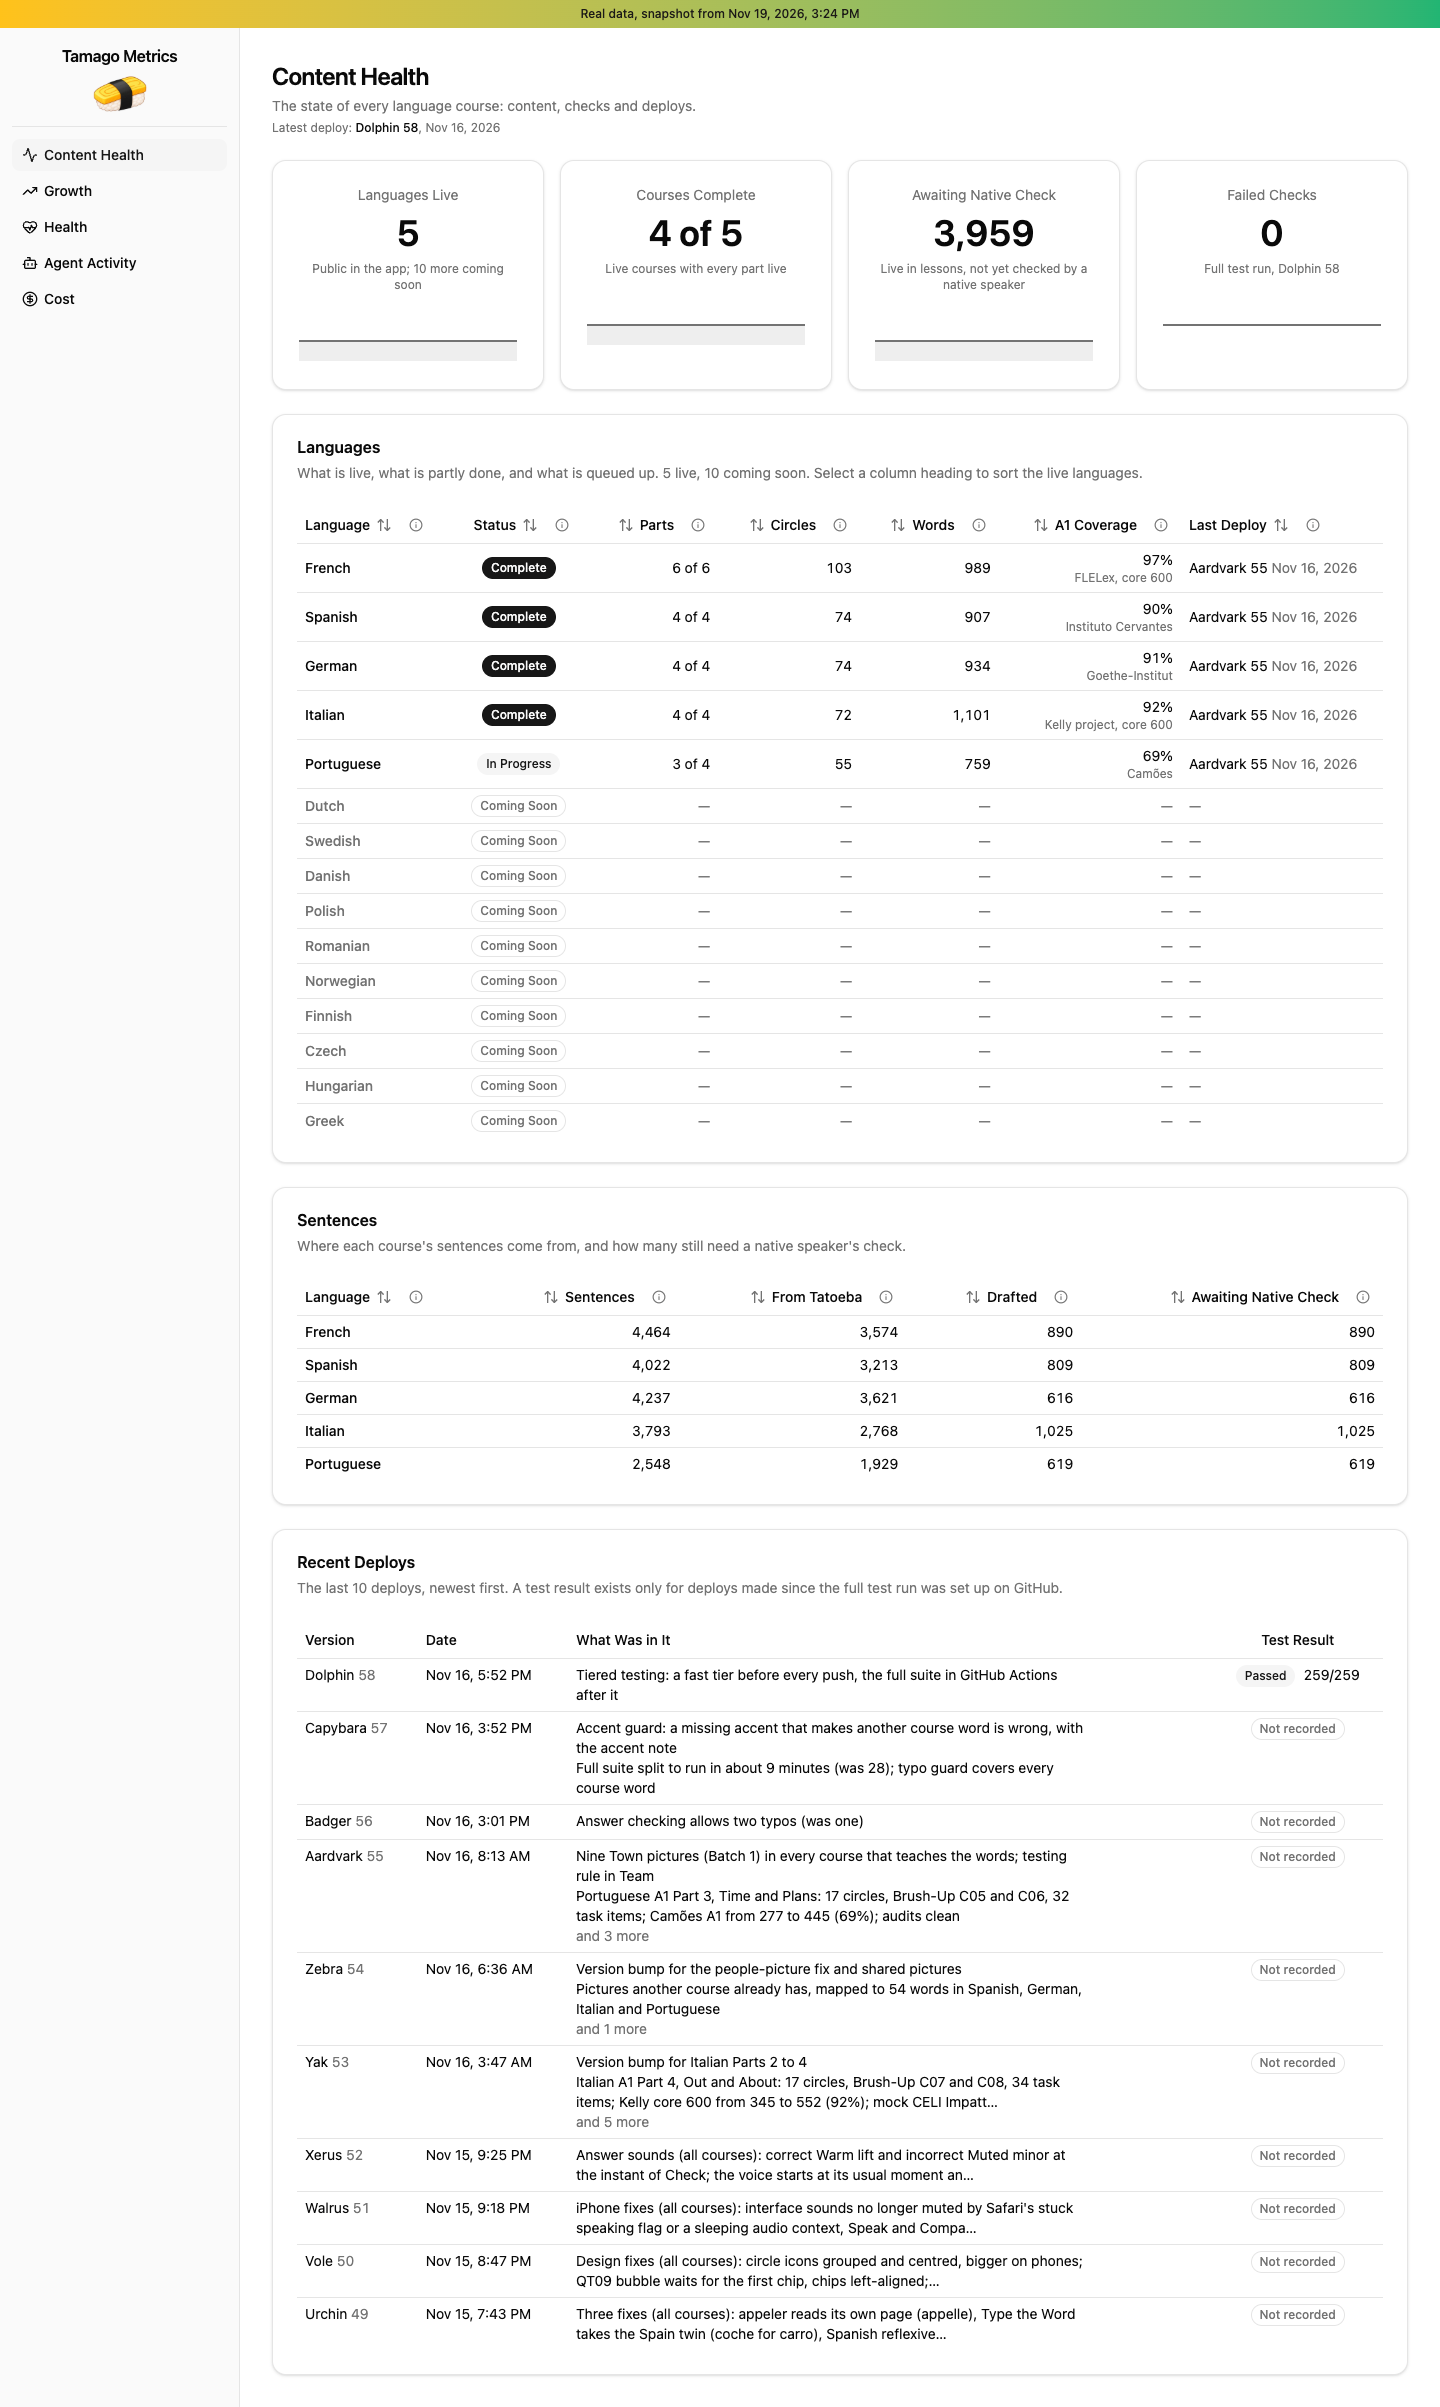 Real data, snapshot from Nov 19, 2026, 3:24 PM
Tamago Metrics
Content Health
Growth
Health
Agent Activity
Cost
Content Health
The state of every language course: content, checks and deploys.
Latest deploy: Dolphin 58, Nov 16, 2026
Languages Live
5
Public in the app; 10 more coming
soon
Courses Complete
4 of 5
Live courses with every part live
Awaiting Native Check
3,959
Live in lessons, not yet checked by a
native speaker
Failed Checks
0
Full test run, Dolphin 58
Languages
What is live, what is partly done, and what is queued up. 5 live, 10 coming soon. Select a column heading to sort the live languages.
Language Status Parts Circles Words A1 Coverage Last Deploy
French Complete 6 of 6 103 989 97% FLELex, core 600 Aardvark 55 Nov 16, 2026
Spanish Complete 4 of 4 74 907 90% Instituto Cervantes Aardvark 55 Nov 16, 2026
German Complete 4 of 4 74 934 91% Goethe-Institut Aardvark 55 Nov 16, 2026
Italian Complete 4 of 4 72 1,101 92% Kelly project, core 600 Aardvark 55 Nov 16, 2026
Portuguese In Progress 3 of 4 55 759 69% Camões Aardvark 55 Nov 16, 2026
Dutch Coming Soon — — — — —
Swedish Coming Soon — — — — —
Danish Coming Soon — — — — —
Polish Coming Soon — — — — —
Romanian Coming Soon — — — — —
Norwegian Coming Soon — — — — —
Finnish Coming Soon — — — — —
Czech Coming Soon — — — — —
Hungarian Coming Soon — — — — —
Greek Coming Soon — — — — —
Sentences
Where each course's sentences come from, and how many still need a native speaker's check.
Language Sentences From Tatoeba Drafted Awaiting Native Check
French 4,464 3,574 890 890
Spanish 4,022 3,213 809 809
German 4,237 3,621 616 616
Italian 3,793 2,768 1,025 1,025
Portuguese 2,548 1,929 619 619
Recent Deploys
The last 10 deploys, newest first. A test result exists only for deploys made since the full test run was set up on GitHub.
Version Date What Was in It Test Result
Dolphin 58 Nov 16, 5:52 PM Tiered testing: a fast tier before every push, the full suite in GitHub Actions Passed 259/259
after it
Capybara 57 Nov 16, 3:52 PM Accent guard: a missing accent that makes another course word is wrong, with Not recorded
the accent note
Full suite split to run in about 9 minutes (was 28); typo guard covers every
course word
Badger 56 Nov 16, 3:01 PM Answer checking allows two typos (was one) Not recorded
Aardvark 55 Nov 16, 8:13 AM Nine Town pictures (Batch 1) in every course that teaches the words; testing Not recorded
rule in Team
Portuguese A1 Part 3, Time and Plans: 17 circles, Brush-Up C05 and C06, 32
task items; Camões A1 from 277 to 445 (69%); audits clean
and 3 more
Zebra 54 Nov 16, 6:36 AM Version bump for the people-picture fix and shared pictures Not recorded
Pictures another course already has, mapped to 54 words in Spanish, German,
Italian and Portuguese
and 1 more
Yak 53 Nov 16, 3:47 AM Version bump for Italian Parts 2 to 4 Not recorded
Italian A1 Part 4, Out and About: 17 circles, Brush-Up C07 and C08, 34 task
items; Kelly core 600 from 345 to 552 (92%); mock CELI Impatt…
and 5 more
Xerus 52 Nov 15, 9:25 PM Answer sounds (all courses): correct Warm lift and incorrect Muted minor at Not recorded
the instant of Check; the voice starts at its usual moment an…
Walrus 51 Nov 15, 9:18 PM iPhone fixes (all courses): interface sounds no longer muted by Safari's stuck Not recorded
speaking flag or a sleeping audio context, Speak and Compa…
Vole 50 Nov 15, 8:47 PM Design fixes (all courses): circle icons grouped and centred, bigger on phones; Not recorded
QT09 bubble waits for the first chip, chips left-aligned;…
Urchin 49 Nov 15, 7:43 PM Three fixes (all courses): appeler reads its own page (appelle), Type the Word Not recorded
takes the Spain twin (coche for carro), Spanish reflexive…